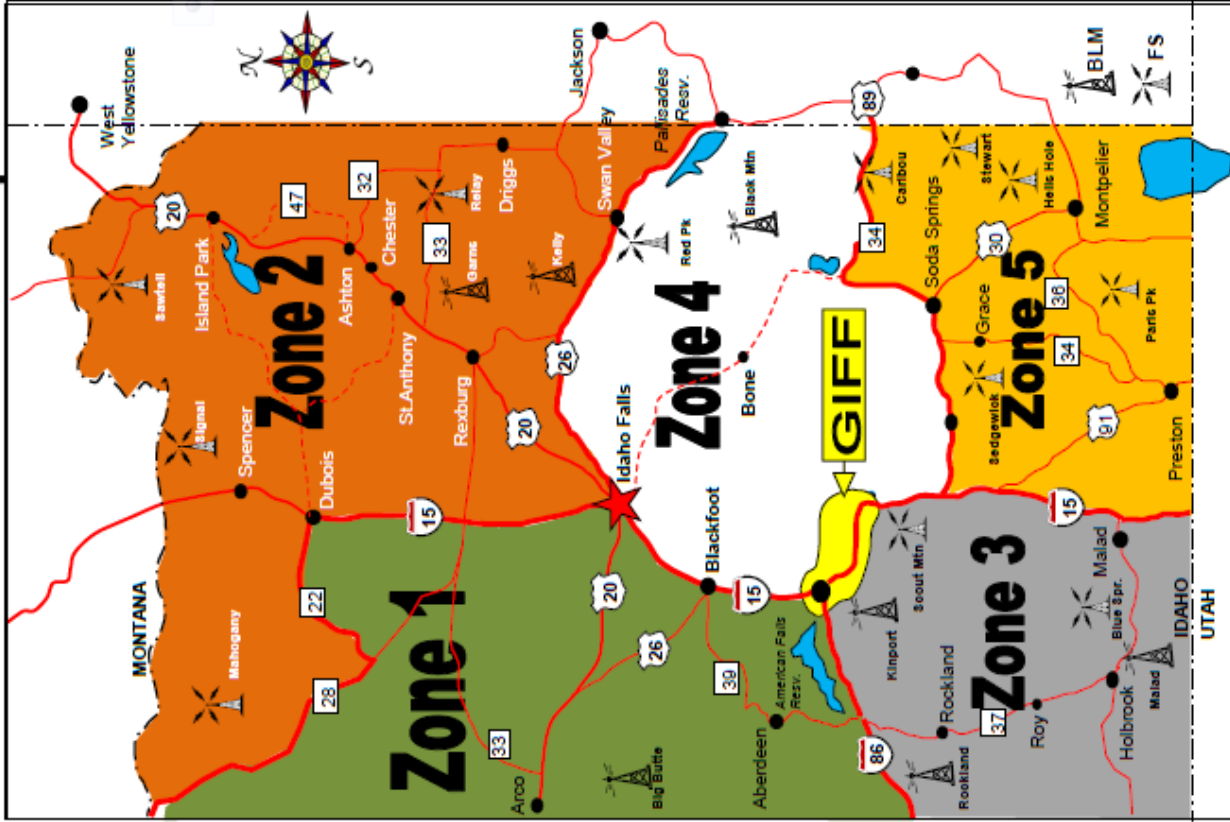 MONTANA
West
Yellowstone
N
S
Mahogany
Signal
Sawtell
Spencer
Island Park
20
28
22
Dubois
Zone 2
47
Ashton
Chester
32
St.Anthony
33
Relay
Rexburg
Garns
Driggs
Kelly
Swan Valley
Jackson
Palisades
Resv.
15
20
26
Zone 1
33
Arco
20
26
Idaho Falls
Red Pk
Black Mtn
Zone 4
Bone
Big Butte
Blackfoot
15
39
Aberdeen
American Falls
Resv.
GIFF
34
89
Caribou
86
Kinport
Scout Mtn
Rockland
Rockland
Zone 3
37
Roy
Holbrook
Malad
Blue Spr.
Malad
15
Soda Springs
Stewart
Hells Hole
Grace
30
Sedgewick
Zone 5
34
36
91
Montpelier
Paris Pk
Preston
BLM
FS
IDAHO
UTAH